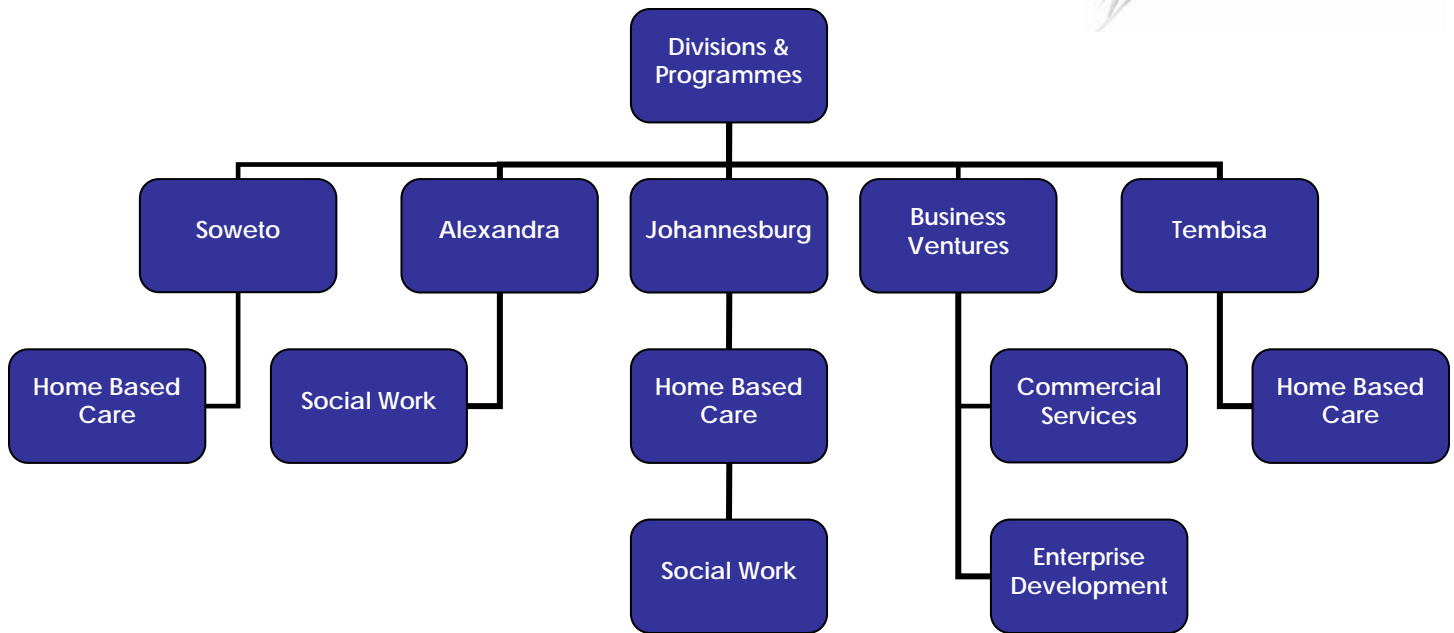 Divisions &
Programmes
Soweto
Alexandra
Johannesburg
Business
Ventures
Tembisa
Home Based
Care
Social Work
Home Based
Care
Commercial
Services
Home Based
Care
Social Work
Enterprise
Development